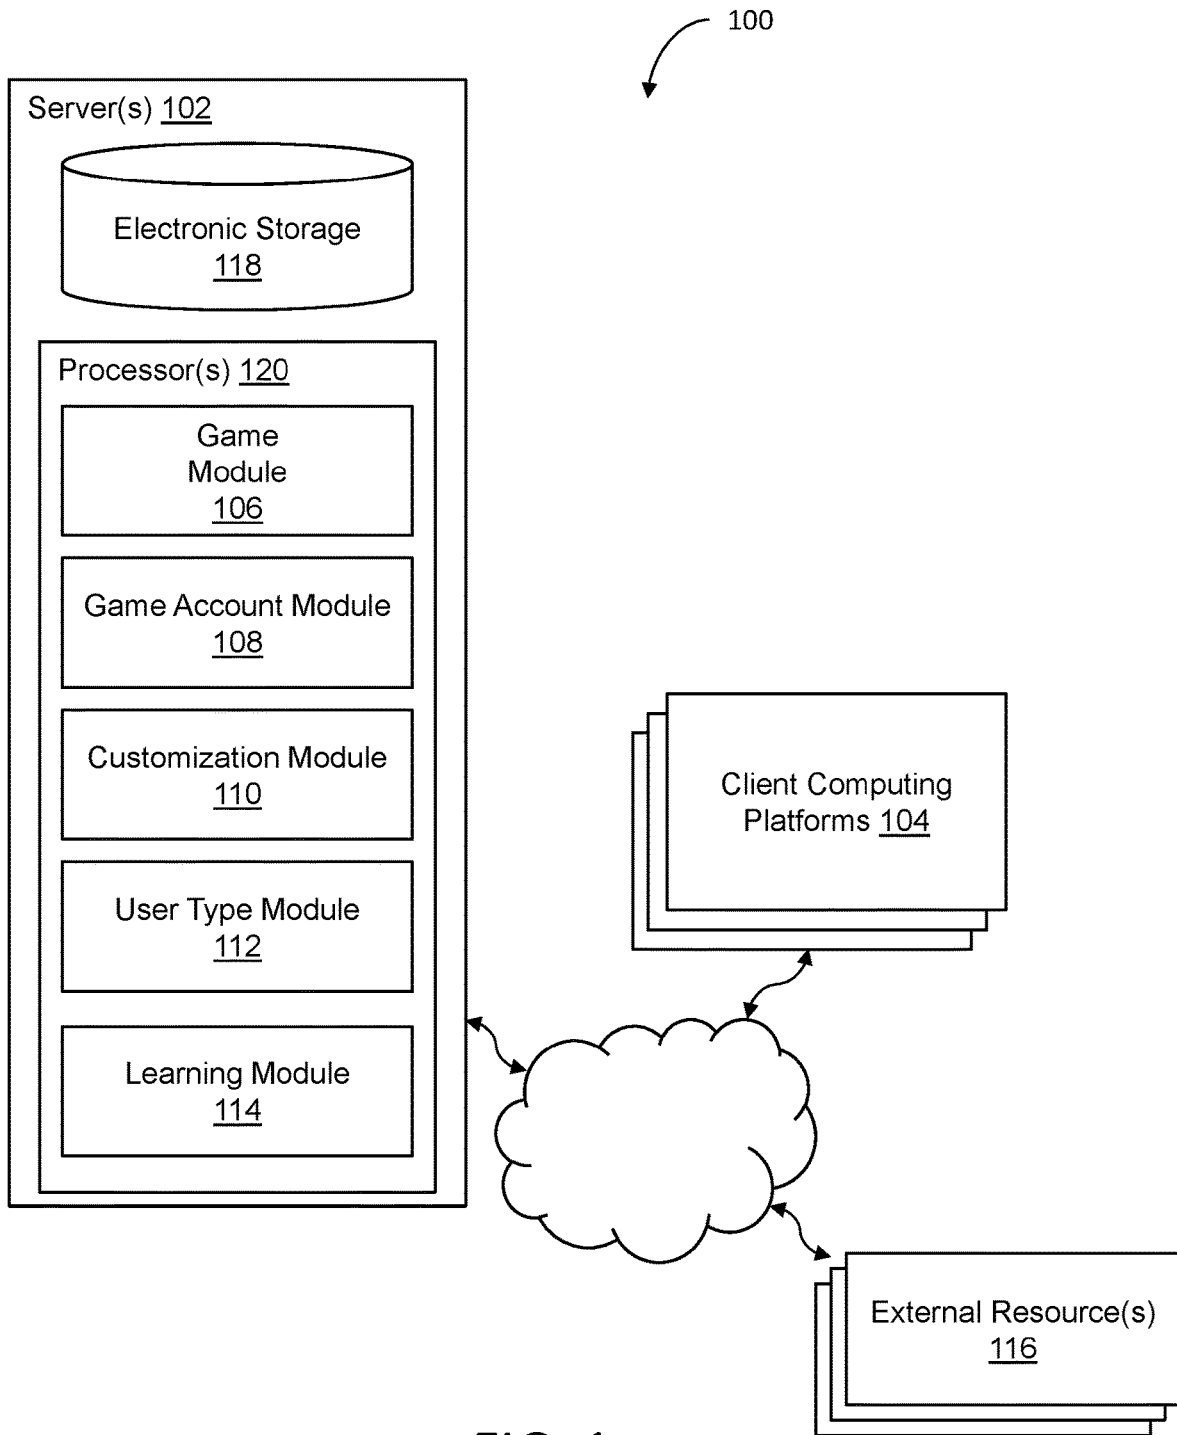 100
Server(s) 102
Electronic Storage
118
Processor(s) 120
Game
Module
106
Game Account Module
108
Customization Module
110
User Type Module
112
Learning Module
114
Client Computing
Platforms 104
External Resource(s)
116